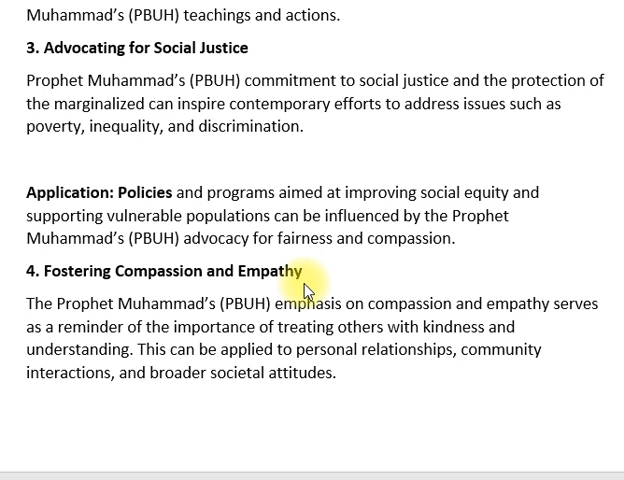 Muhammad’s (PBUH) teachings and actions.
3. Advocating for Social Justice
Prophet Muhammad’s (PBUH) commitment to social justice and the protection of
the marginalized can inspire contemporary efforts to address issues such as
poverty, inequality, and discrimination.
Application: Policies and programs aimed at improving social equity and
supporting vulnerable populations can be influenced by the Prophet
Muhammad’s (PBUH) advocacy for fairness and compassion.
4. Fostering Compassion and Empathy
The Prophet Muhammad’s (PBUH) emphasis on compassion and empathy serves
as a reminder of the importance of treating others with kindness and
understanding. This can be applied to personal relationships, community
interactions, and broader societal attitudes.